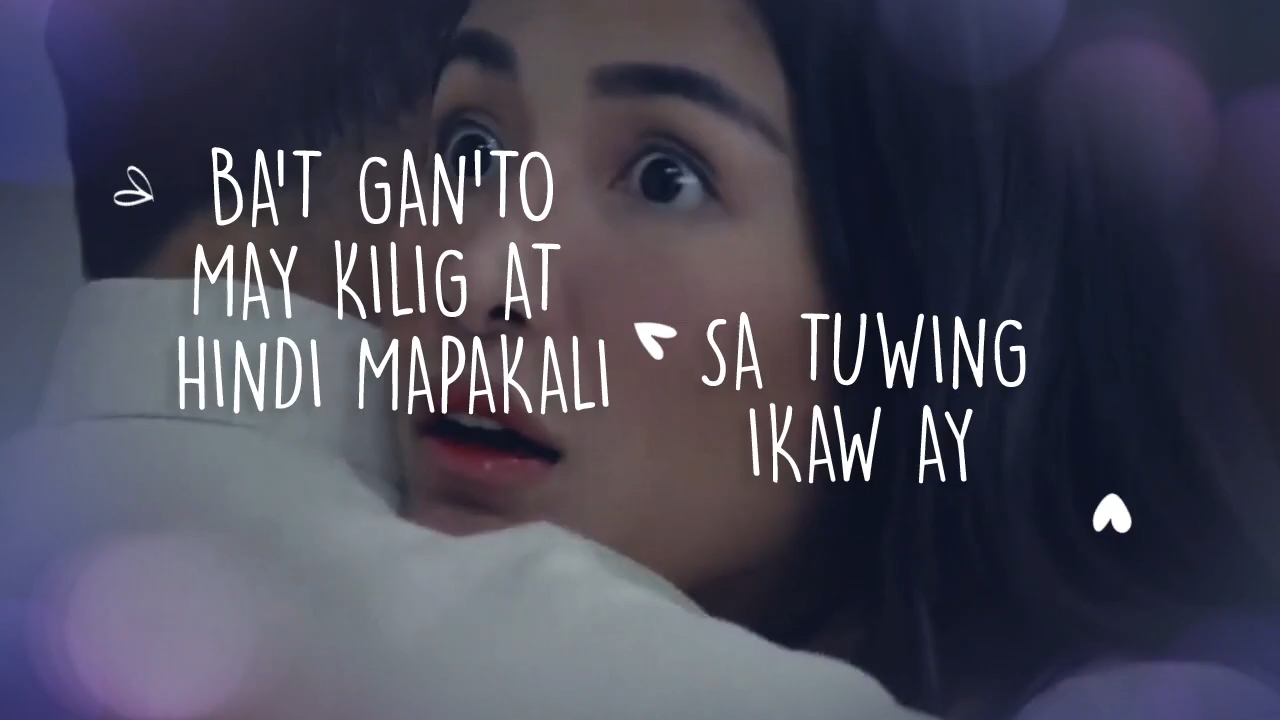 BA'T GAN'TO
MAY KILIG AT
HINDI MAPAKALI
SA TUWING
IKAW AY